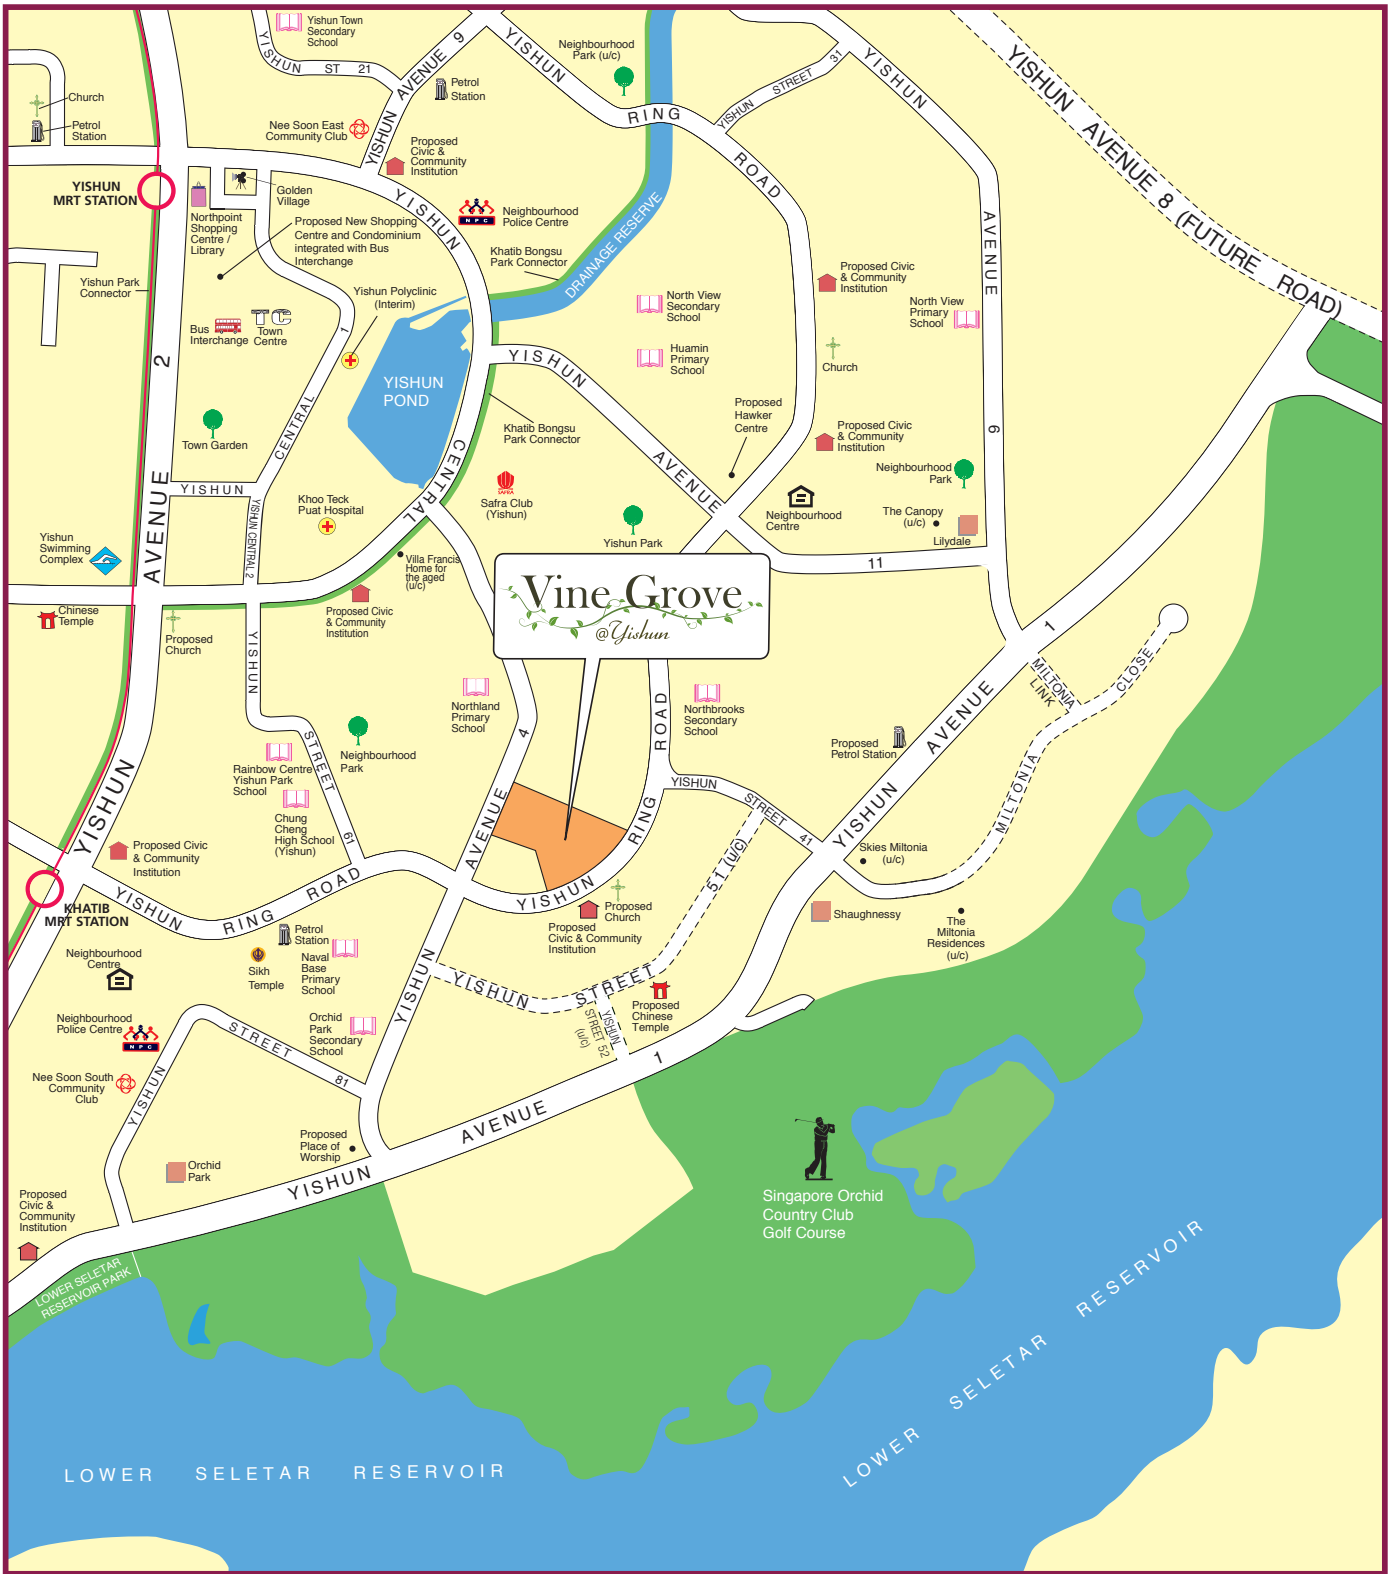 Yishun Town
Secondary
School
YISHUN
ST 21
YISHUN AVENUE 9
YISHUN
RING
ROAD
Neighbourhood
Park (u/c)
YISHUN STREET 31
YISHUN
AVENUE
6
YISHUN AVENUE 8 (FUTURE ROAD)
Church
Petrol
Station
Petrol
Station
Nee Soon East
Community Club
Proposed
Civic &
Community
Institution
YISHUN
MRT STATION
Golden
Village
Northpoint
Shopping
Centre /
Library
Proposed New Shopping
Centre and Condominium
integrated with Bus
Interchange
YISHUN
NPC
Neighbourhood
Police Centre
Khatib Bongsu
Park Connector
DRAINAGE RESERVE
Yishun Park
Connector
Yishun Polyclinic
(Interim)
Bus
Interchange
TC
Town
Centre
1
2
North View
Secondary
School
Huamin
Primary
School
Proposed Civic
& Community
Institution
North View
Primary
School
Church
YISHUN
POND
YISHUN
AVENUE
11
Proposed
Hawker
Centre
Proposed Civic
& Community
Institution
Neighbourhood
Park
Khatib Bongsu
Park Connector
CENTRAL
Town Garden
CENTRAL
YISHUN
YISHUN CENTRAL 2
AVENUE
Khoo Teck
Puat Hospital
SAFRA
Safra Club
(Yishun)
Yishun Park
Neighbourhood
Centre
The Canopy
(u/c)
Lilydale
Yishun
Swimming
Complex
Villa Francis
Home for
the aged
(u/c)
Vine Grove
@Yishun
Chinese
Temple
Proposed
Church
Proposed Civic
& Community
Institution
YISHUN
STREET
61
Northland
Primary
School
4
AVENUE
YISHUN
ROAD
RING
YISHUN
Northbrooks
Secondary
School
1
MILTONIA
LINK
MILTONIA
CLOSE
Proposed
Petrol Station
YISHUN AVENUE
YISHUN
STREET
41
Neighbourhood
Park
Rainbow Centre
Yishun Park
School
Chung
Cheng
High School
(Yishun)
YISHUN
Proposed Civic
& Community
Institution
KHATIB
MRT STATION
YISHUN
RING
ROAD
Skies Miltonia
(u/c)
Shaughnessy
The
Miltonia
Residences
(u/c)
Proposed
Church
Proposed
Civic & Community
Institution
51 (u/c)
YISHUN
STREET
YISHUN
STREET 52
(u/c)
Proposed
Chinese
Temple
Neighbourhood
Centre
Petrol
Station
Sikh
Temple
Naval
Base
Primary
School
Orchid
Park
Secondary
School
Neighbourhood
Police Centre
NPC
Nee Soon South
Community
Club
YISHUN
STREET
81
Proposed
Place of
Worship
Orchid
Park
YISHUN
AVENUE
1
Proposed
Civic &
Community
Institution
LOWER SELETAR
RESERVOIR PARK
Singapore Orchid
Country Club
Golf Course
LOWER SELETAR RESERVOIR
LOWER SELETAR RESERVOIR